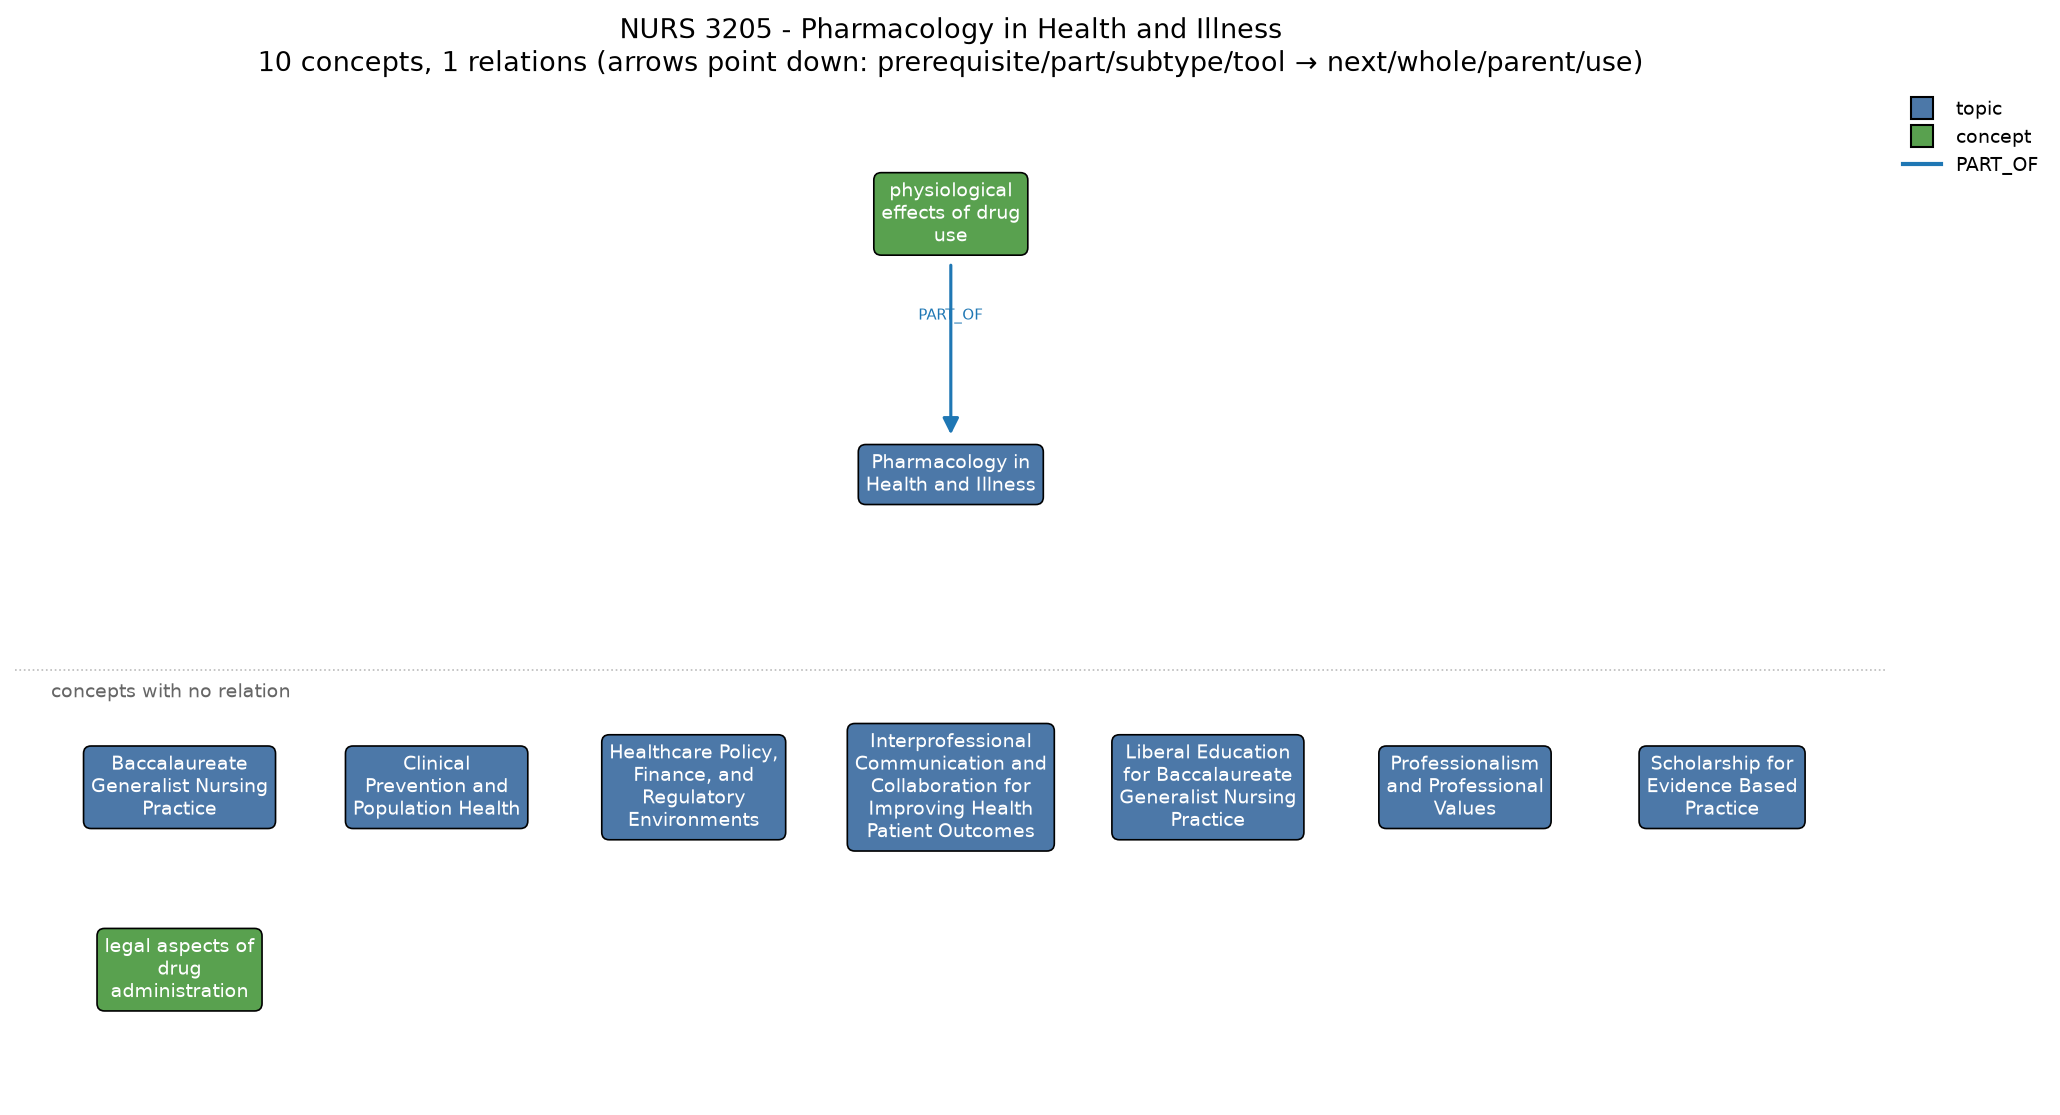 NURS 3205 - Pharmacology in Health and Illness
10 concepts, 1 relations (arrows point down: prerequisite/part/subtype/tool → next/whole/parent/use)
topic
concept
PART_OF
physiological
effects of drug
use
PART_OF
Pharmacology in
Health and Illness
concepts with no relation
Baccalaureate
Generalist Nursing
Practice
Clinical
Prevention and
Population Health
Healthcare Policy,
Finance, and
Regulatory
Environments
Interprofessional
Communication and
Collaboration for
Improving Health
Patient Outcomes
Liberal Education
for Baccalaureate
Generalist Nursing
Practice
Professionalism
and Professional
Values
Scholarship for
Evidence Based
Practice
legal aspects of
drug
administration